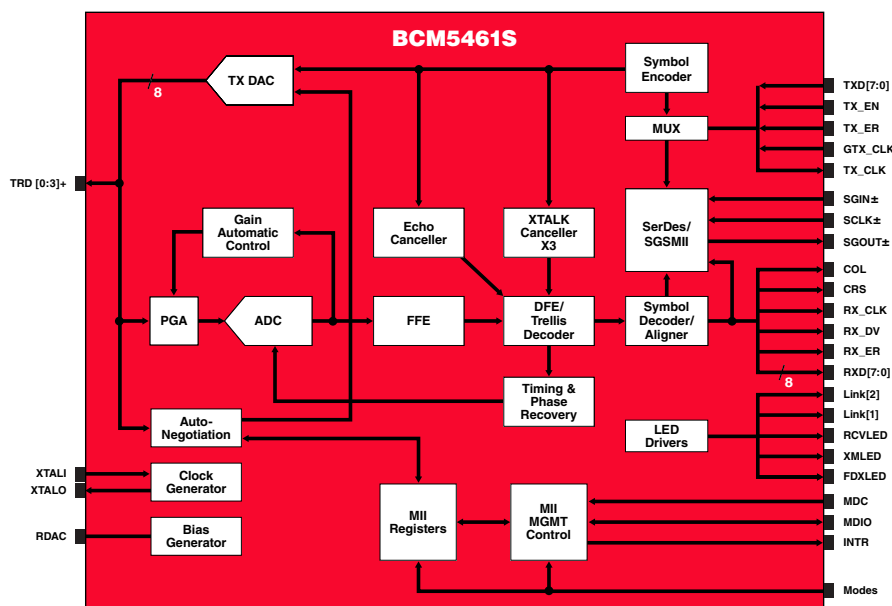 BCM5461S
TX DAC
8
Symbol
Encoder
MUX
TXD[7:0]
TX_EN
TX_ER
GTX_CLK
TX_CLK
TRD [0:3]+
Gain
Automatic
Control
Echo
Canceller
XTALK
Canceller
X3
SerDes/
SGSMII
SGIN±
SCLK±
SGOUT±
PGA
ADC
FFE
DFE/
Trellis
Decoder
Symbol
Decoder/
Aligner
COL
CRS
RX_CLK
RX_DV
RX_ER
RXD[7:0]
8
Timing &
Phase
Recovery
Auto-
Negotiation
LED
Drivers
Link[2]
Link[1]
RCVLED
XMLED
FDXLED
XTALI
XTALO
Clock
Generator
RDAC
Bias
Generator
MII
Registers
MII
MGMT
Control
MDC
MDIO
INTR
Modes